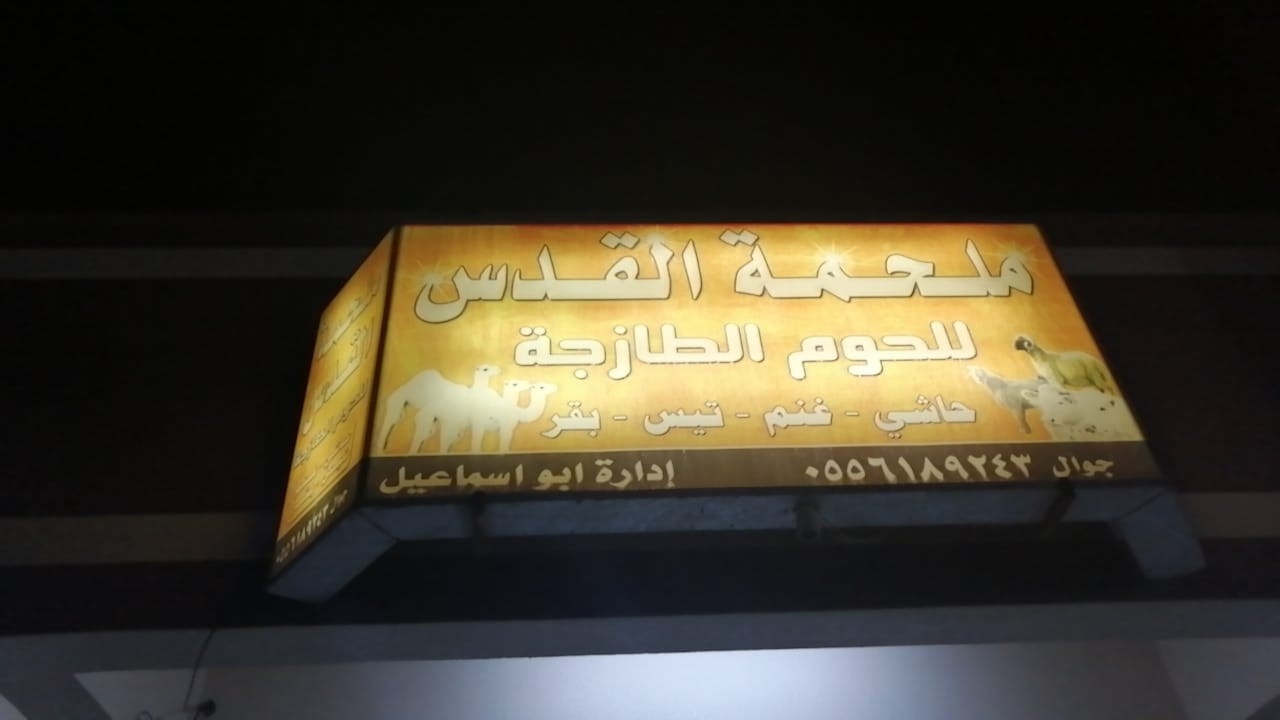 ملحمة القدس
للحوم الطازجة
حاشي - غنم - تيس - بقر
جوال ٠٥٥٦١٨٩٢٤٣ إدارة ابو اسماعيل